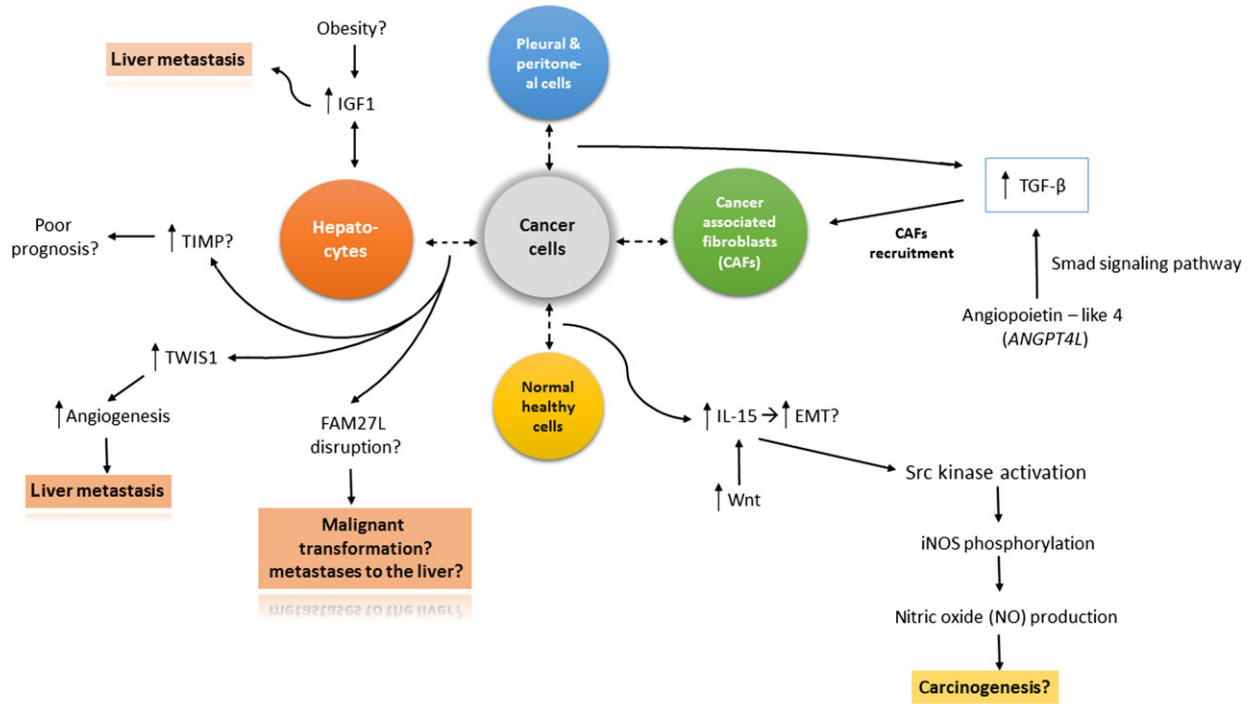 Obesity?
Liver metastasis
↑ IGF1
Pleural &
peritone-
al cells
Hepato-
cytes
Cancer
cells
Cancer
associated
fibroblasts
(CAFs)
↑ TGF-β
CAFs
recruitment
Smad signaling pathway
Angiopoietin – like 4
(ANGPT4L)
Poor
prognosis?
↑ TIMP?
↑ TWIS1
↑ Angiogenesis
Liver metastasis
FAM27L
disruption?
Malignant
transformation?
metastases to the liver?
Normal
healthy
cells
↑ IL-15 → ↑ EMT?
↑ Wnt
Src kinase activation
iNOS phosphorylation
Nitric oxide (NO) production
Carcinogenesis?